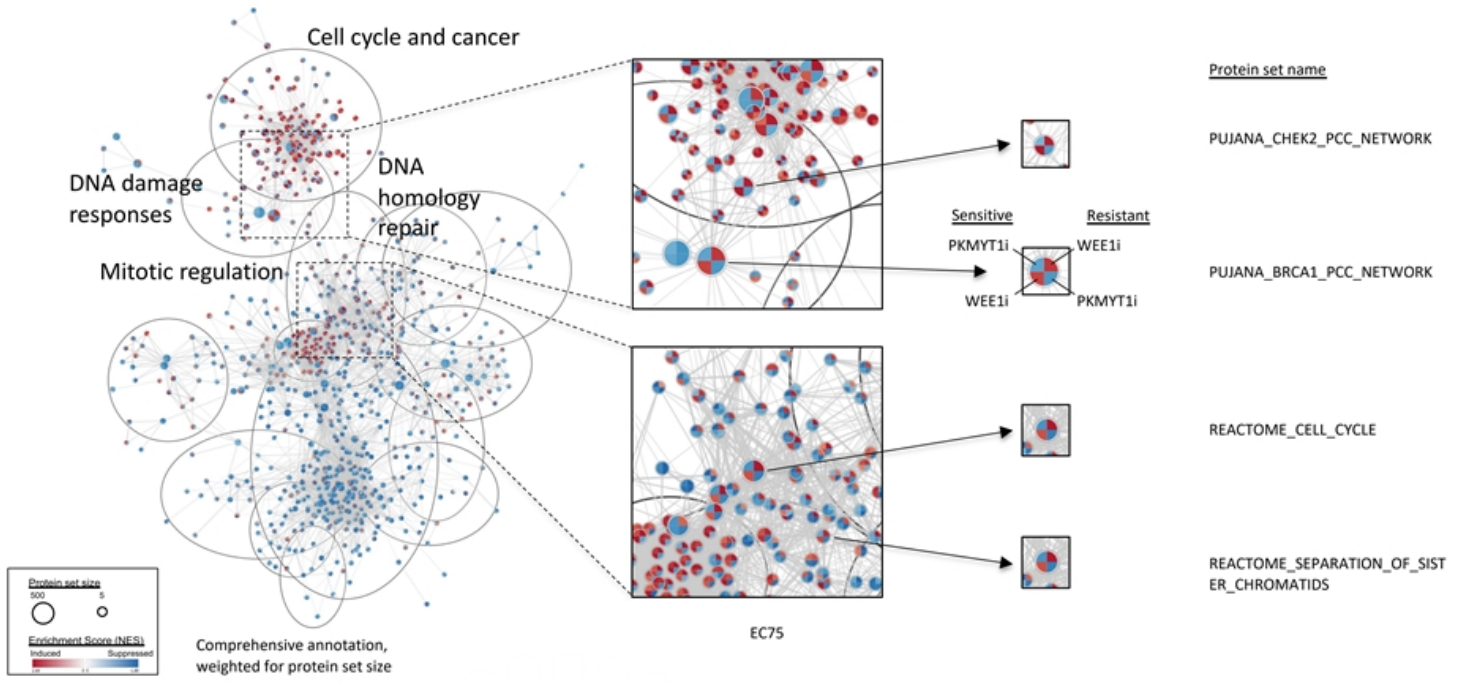 Cell cycle and cancer
DNA damage
responses
DNA
homology
repair
Mitotic regulation
Protein set size
500 5
Enrichment Score (NES)
Induced Suppressed
Comprehensive annotation,
weighted for protein set size
EC75
Protein set name
PUJANA_CHEK2_PCC_NETWORK
Sensitive Resistant
PKMYT1i WEE1i
WEE1i PKMYT1i
PUJANA_BRCA1_PCC_NETWORK
REACTOME_CELL_CYCLE
REACTOME_SEPARATION_OF_SIST
ER_CHROMATIDS